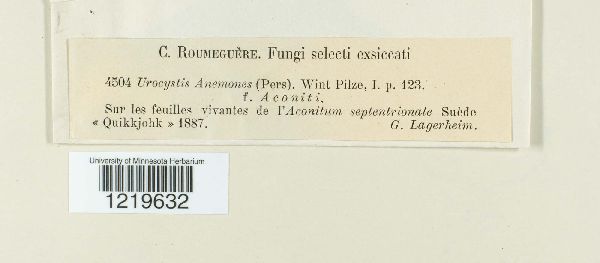 C. ROUMEGUÈRE. Fungi selecti exsiccati
4504 Urocystis Anemones (Pers). Wint Pilze, I. p. 123.
f. Aconiti.
Sur les feuilles vivantes de l'Aconitum septentrionale Suède
« Quikkjohk » 1887. G. Lagerheim.
University of Minnesota Herbarium
1219632